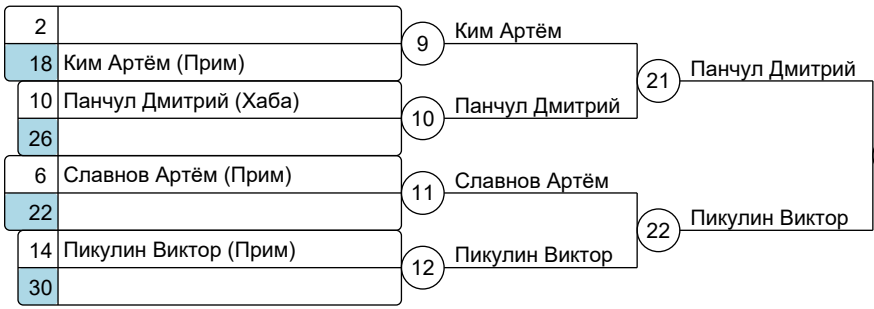 2
18 Ким Артём (Прим)
10 Панчул Дмитрий (Хаба)
26
6 Славнов Артём (Прим)
22
14 Пикулин Виктор (Прим)
30
9 Ким Артём
10 Панчул Дмитрий
11 Славнов Артём
12 Пикулин Виктор
21 Панчул Дмитрий
22 Пикулин Виктор